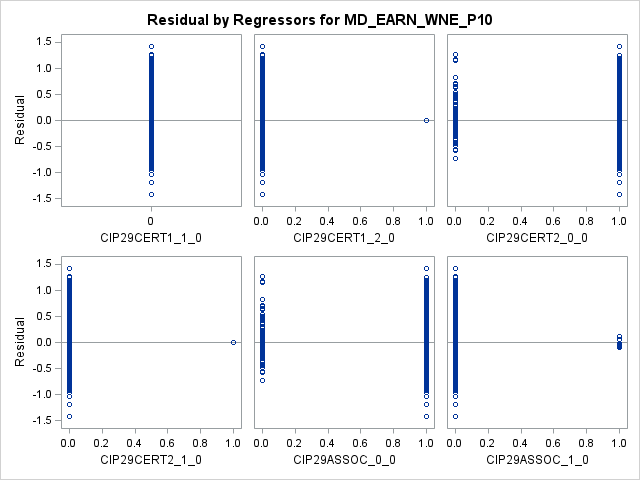 Residual by Regressors for MD_EARN_WNE_P10
Residual
1.5
1.0
0.5
0.0
-0.5
-1.0
-1.5
0
CIP29CERT1_1_0
0.0 0.2 0.4 0.6 0.8 1.0
CIP29CERT1_2_0
0.0 0.2 0.4 0.6 0.8 1.0
CIP29CERT2_0_0
Residual
1.5
1.0
0.5
0.0
-0.5
-1.0
-1.5
0.0 0.2 0.4 0.6 0.8 1.0
CIP29CERT2_1_0
0.0 0.2 0.4 0.6 0.8 1.0
CIP29ASSOC_0_0
0.0 0.2 0.4 0.6 0.8 1.0
CIP29ASSOC_1_0